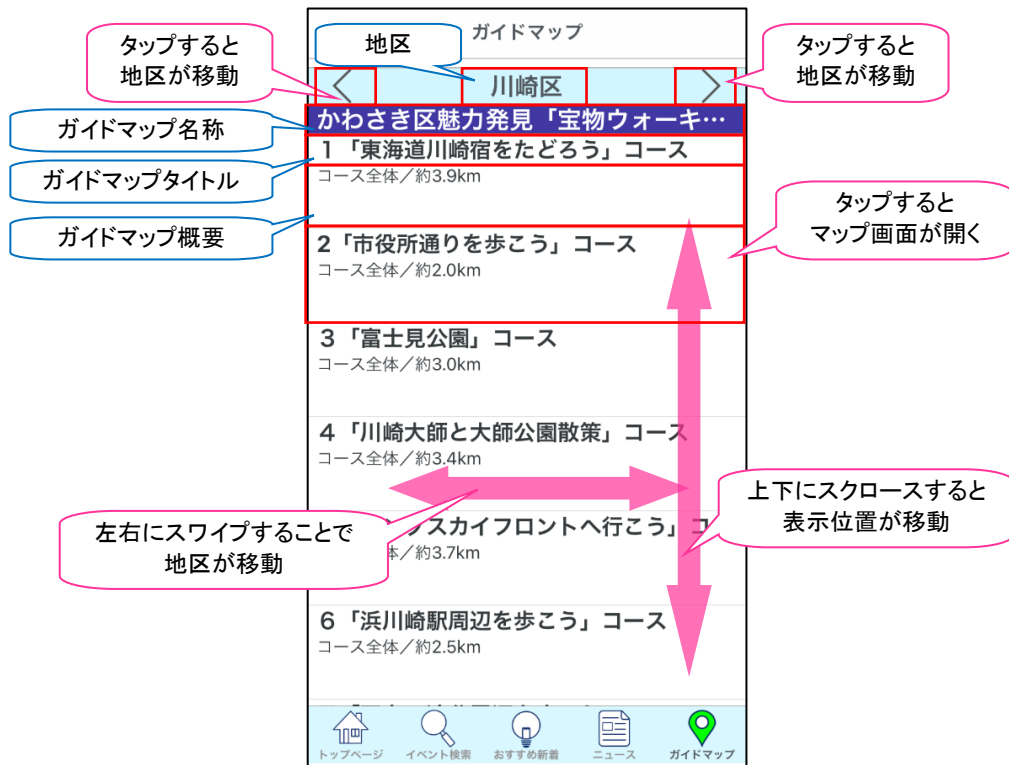 ガイドマップ
タップすると
地区が移動
地区
タップすると
地区が移動
川崎区
ガイドマップ名称
かわさき区魅力発見「宝物ウォーキ…
ガイドマップタイトル
1「東海道川崎宿をたどろう」コース
コース全体／約3.9km
ガイドマップ概要
タップすると
マップ画面が開く
2「市役所通りを歩こう」コース
コース全体／約2.0km
3「富士見公園」コース
コース全体／約3.0km
4「川崎大師と大師公園散策」コース
コース全体／約3.4km
左右にスワイプすることで
地区が移動
上下にスクロースすると
表示位置が移動
スカイフロントへ行こう」コ
体／約3.7km
6「浜川崎駅周辺を歩こう」コース
コース全体／約2.5km
トップページ
イベント検索
おすすめ新着
ニュース
ガイドマップ